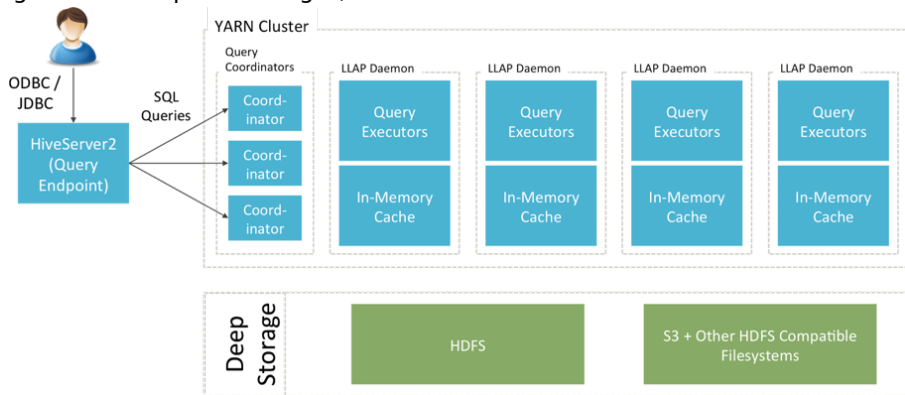 YARN Cluster
Query
Coordinators
LLAP Daemon
LLAP Daemon
LLAP Daemon
LLAP Daemon
ODBC /
JDBC
SQL
Queries
HiveServer2
(Query
Endpoint)
Coord-
inator
Coord-
inator
Coord-
inator
Query
Executors
In-Memory
Cache
Query
Executors
In-Memory
Cache
Query
Executors
In-Memory
Cache
Query
Executors
In-Memory
Cache
Deep
Storage
HDFS
S3 + Other HDFS Compatible
Filesystems